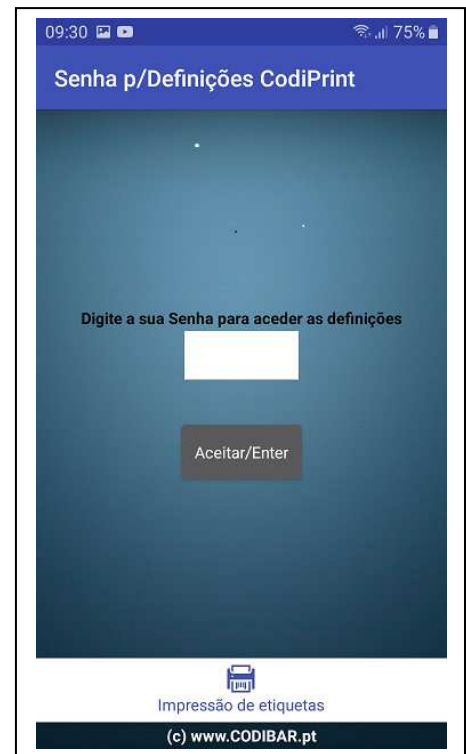 09:30 75%
Senha p/Definições CodiPrint
Digite a sua Senha para aceder as definições
Aceitar/Enter
Impressão de etiquetas
(c) www.CODIBAR.pt